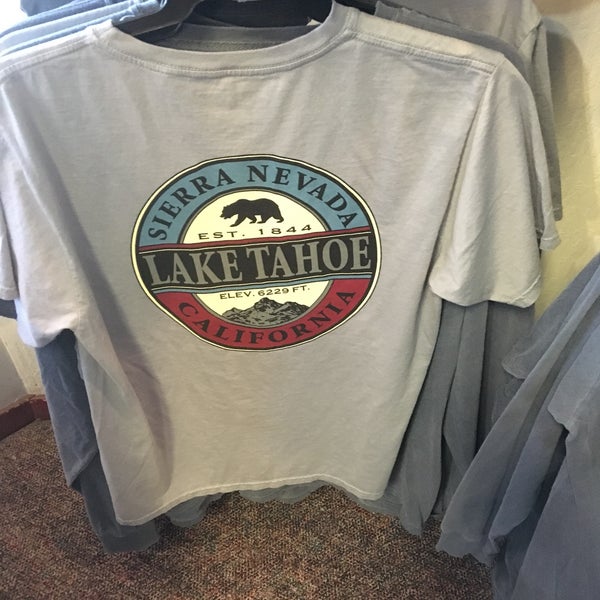 SIERRA NEVADA
EST. 1844
LAKE TAHOE
ELEV. 6229 FT.
CALIFORNIA